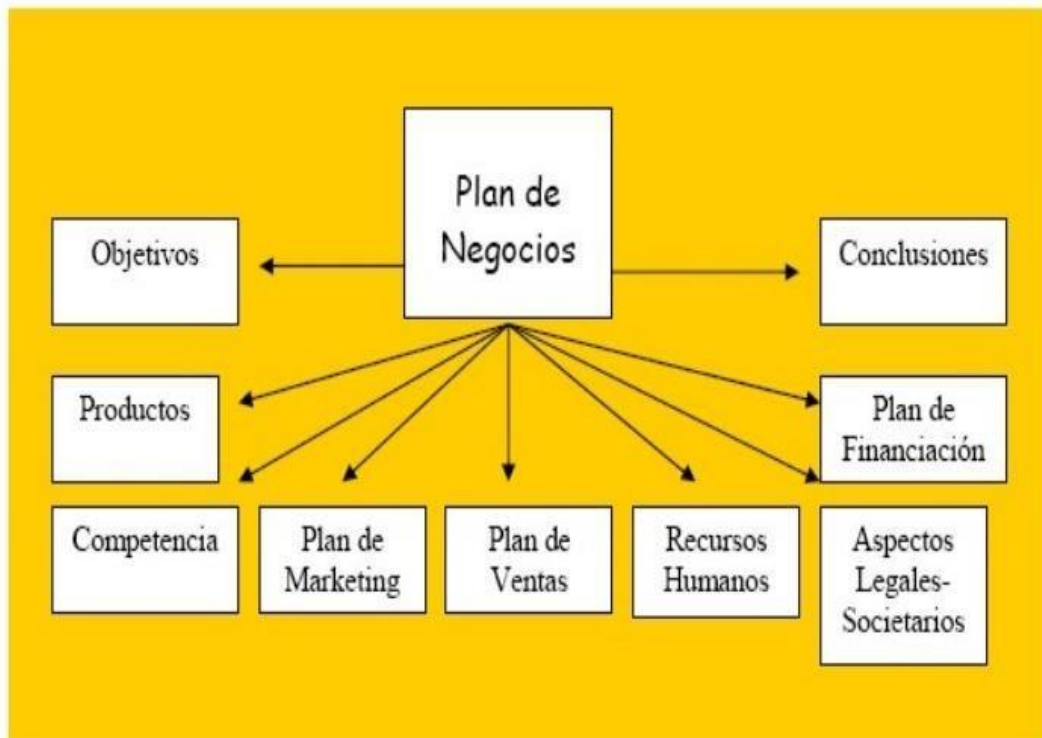 Plan de
Negocios
Objetivos
Conclusiones
Productos
Plan de
Financiación
Competencia
Plan de
Marketing
Plan de
Ventas
Recursos
Humanos
Aspectos
Legales-
Societarios